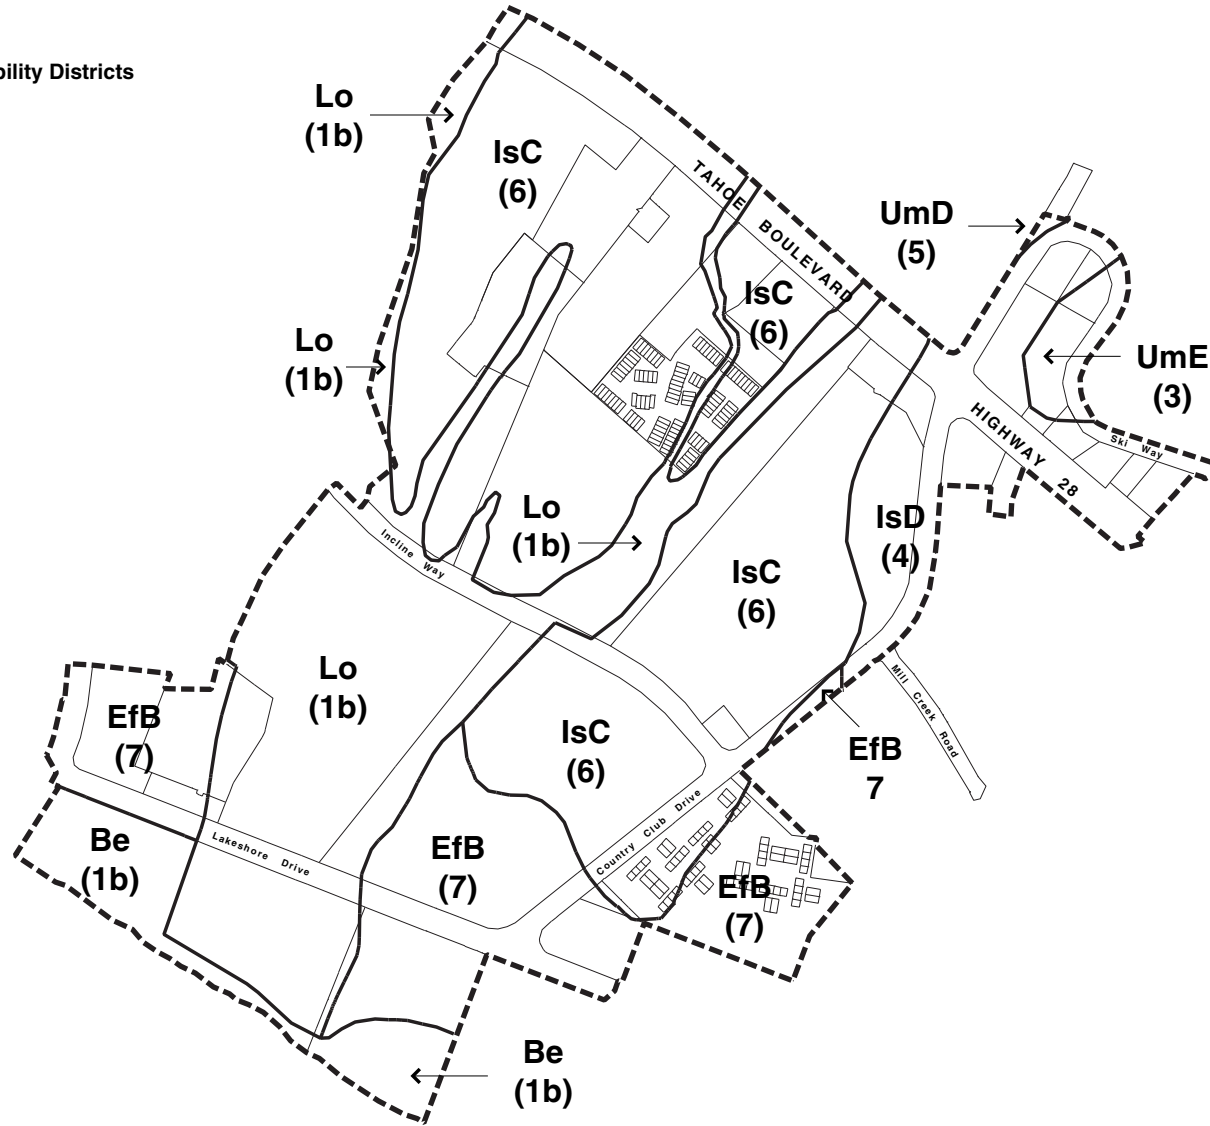 bility Districts
Lo
(1b)
IsC
(6)
TAHOE BOULEVARD
UmD
(5)
IsC
(6)
Lo
(1b)
UmE
(3)
HIGHWAY 28
Ski Way
Lo
(1b)
IsD
(4)
Incline Way
IsC
(6)
Lo
(1b)
Mill Creek Road
EfB
(7)
IsC
(6)
EfB
7
Country Club Drive
Lakeshore Drive
Be
(1b)
EfB
(7)
EfB
(7)
Be
(1b)